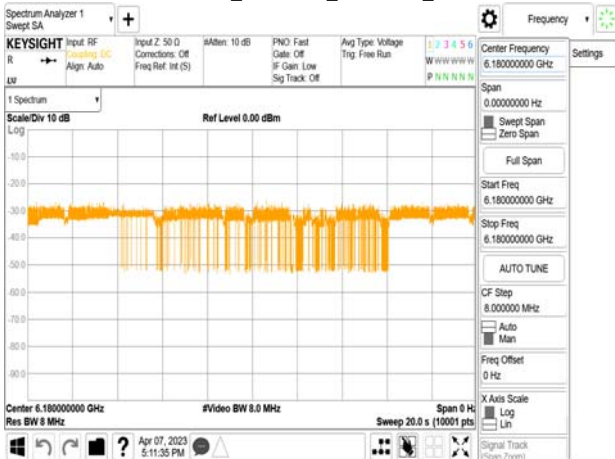 Spectrum Analyzer 1
Swept SA
+
Frequency
KEYSIGHT
R
Input: RF
Coupling: DC
Align: Auto
Input Z: 50 Ω
Corrections: Off
Freq Ref: Int (S)
#Atten: 10 dB
PNO: Fast
Gate: Off
IF Gain: Low
Sig Track: Off
Avg Type: Voltage
Trig: Free Run
1 2 3 4 5 6
W W W W W W
P N N N N N
Center Frequency
6.180000000 GHz
Settings
Span
0.00000000 Hz
Swept Span
Zero Span
Full Span
Start Freq
6.180000000 GHz
Stop Freq
6.180000000 GHz
AUTO TUNE
CF Step
8.000000 MHz
Auto
Man
Freq Offset
0 Hz
X Axis Scale
Log
Lin
Signal Track
(Span Zoom)
1 Spectrum
Scale/Div 10 dB
Ref Level 0.00 dBm
Log
-10.0
-20.0
-30.0
-40.0
-50.0
-60.0
-70.0
-80.0
-90.0
Center 6.180000000 GHz
Res BW 8 MHz
#Video BW 8.0 MHz
Span 0 Hz
Sweep 20.0 s (10001 pts
?
Apr 07, 2023
5:11:35 PM